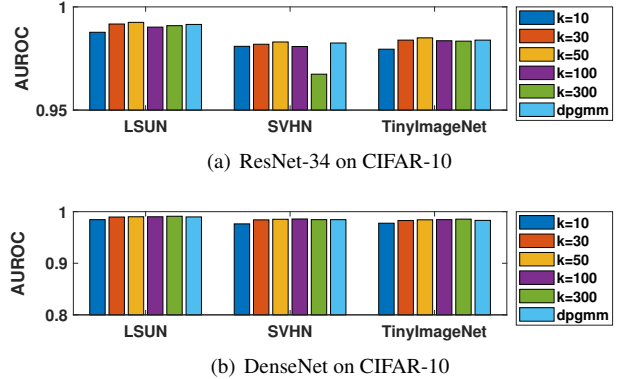 1
AUROC
0.95
LSUN
SVHN
TinyImageNet
k=10
k=30
k=50
k=100
k=300
dpgmm
(a) ResNet-34 on CIFAR-10
1
0.9
AUROC
0.8
LSUN
SVHN
TinyImageNet
k=10
k=30
k=50
k=100
k=300
dpgmm
(b) DenseNet on CIFAR-10